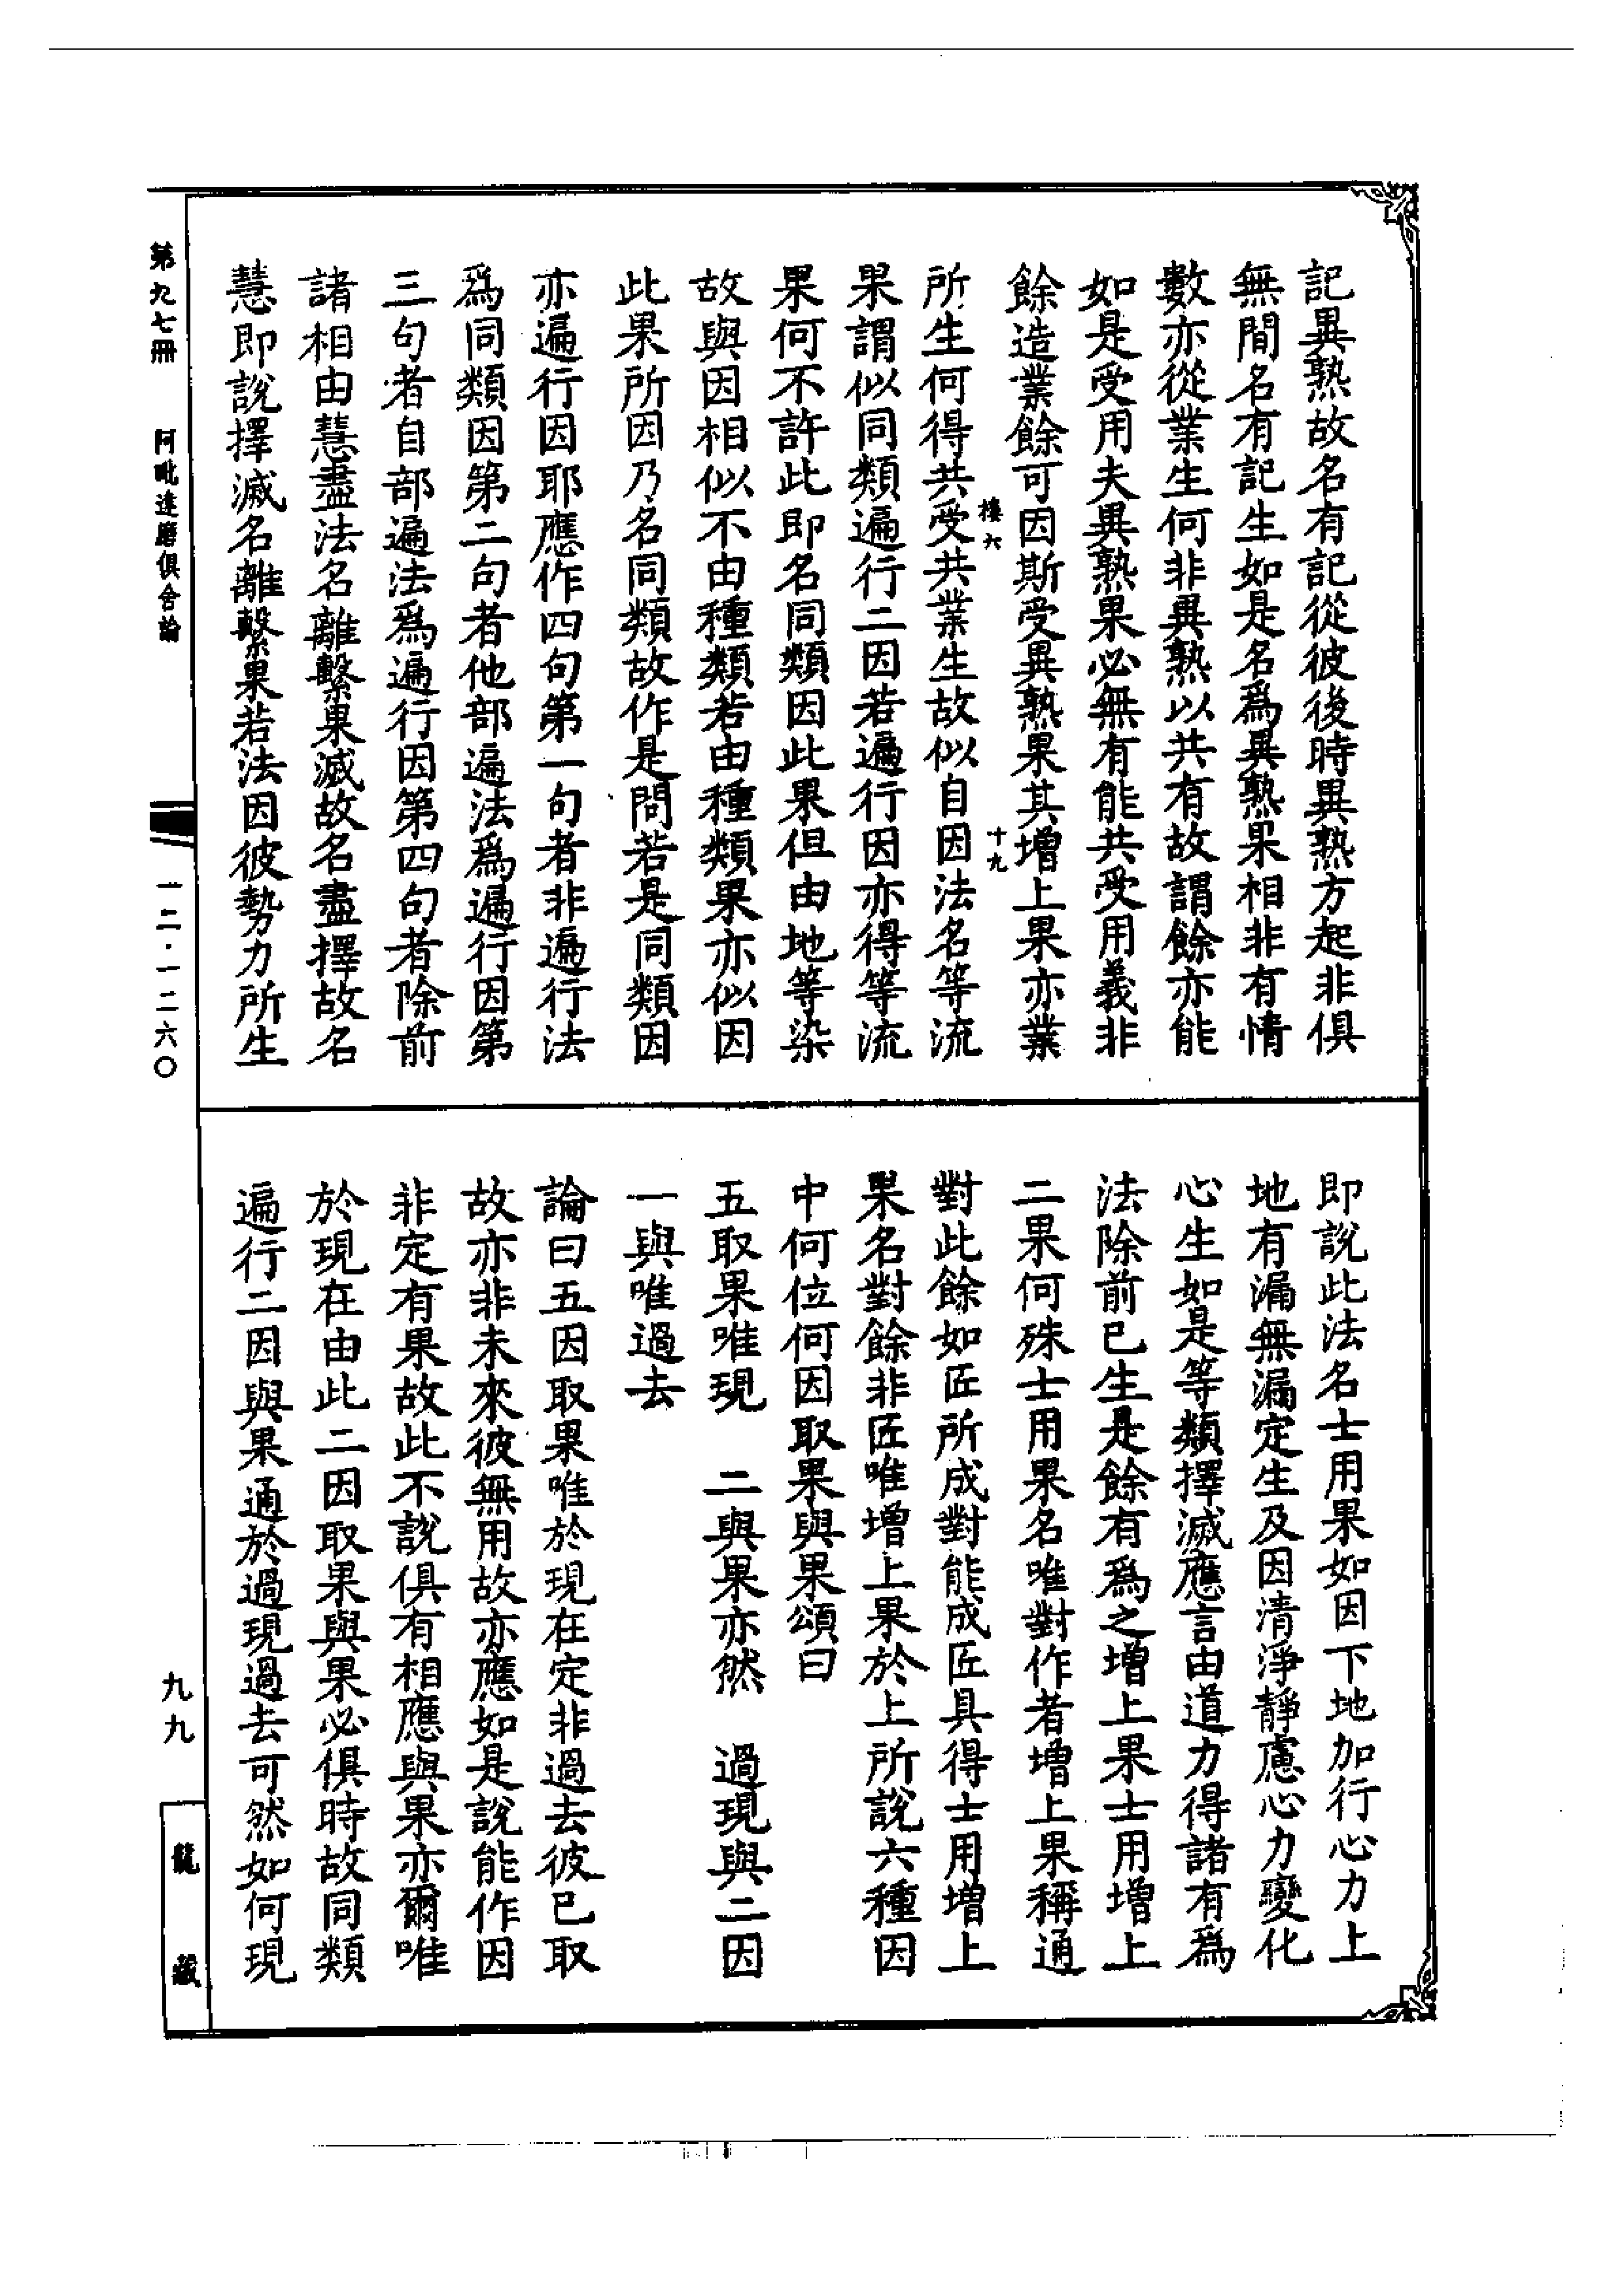 記異熟故名有記從彼後時異熟方起非俱
無間名有記生如是名爲異熟果相非有情
數亦從業生何非異熟以共有故謂餘亦能
如是受用夫異熟果必無有能共受用義非
餘造業餘可因斯受異熟果其增上果亦業
樓六 十九
所生何得共受共業生故似自因法名等流
果謂似同類遍行二因若遍行因亦得等流
果何不許此即名同類因此果但由地等染
故與因相似不由種類若由種類果亦似因
此果所因乃名同類故作是問若是同類因
亦遍行因耶應作四句第一句者非遍行法
爲同類因第二句者他部遍法爲遍行因第
三句者自部遍法爲遍行因第四句者除前
諸相由慧盡法名離繫果滅故名盡擇故名
慧即說擇滅名離繫果若法因彼勢力所生
即說此法名士用果如因下地加行心力上
地有漏無漏定生及因清淨靜慮心力變化
心生如是等類擇滅應言由道力得諸有爲
法除前已生是餘有爲之增上果士用增上
二果何殊士用果名唯對作者增上果稱通
對此餘如匠所成對能成匠具得士用增上
果名對餘非匠唯增上果於上所說六種因
中何位何因取果與果頌曰
五取果唯現 二與果亦然 過現與二因
一與唯過去
論曰五因取果唯於現在定非過去彼已取
故亦非未來彼無用故亦應如是說能作因
非定有果故此不說俱有相應與果亦爾唯
於現在由此二因取果與果必俱時故同類
遍行二因與果通於過現過去可然如何現
第九七冊 阿毗達磨俱舍論 一二·一二六〇 九九 龍藏